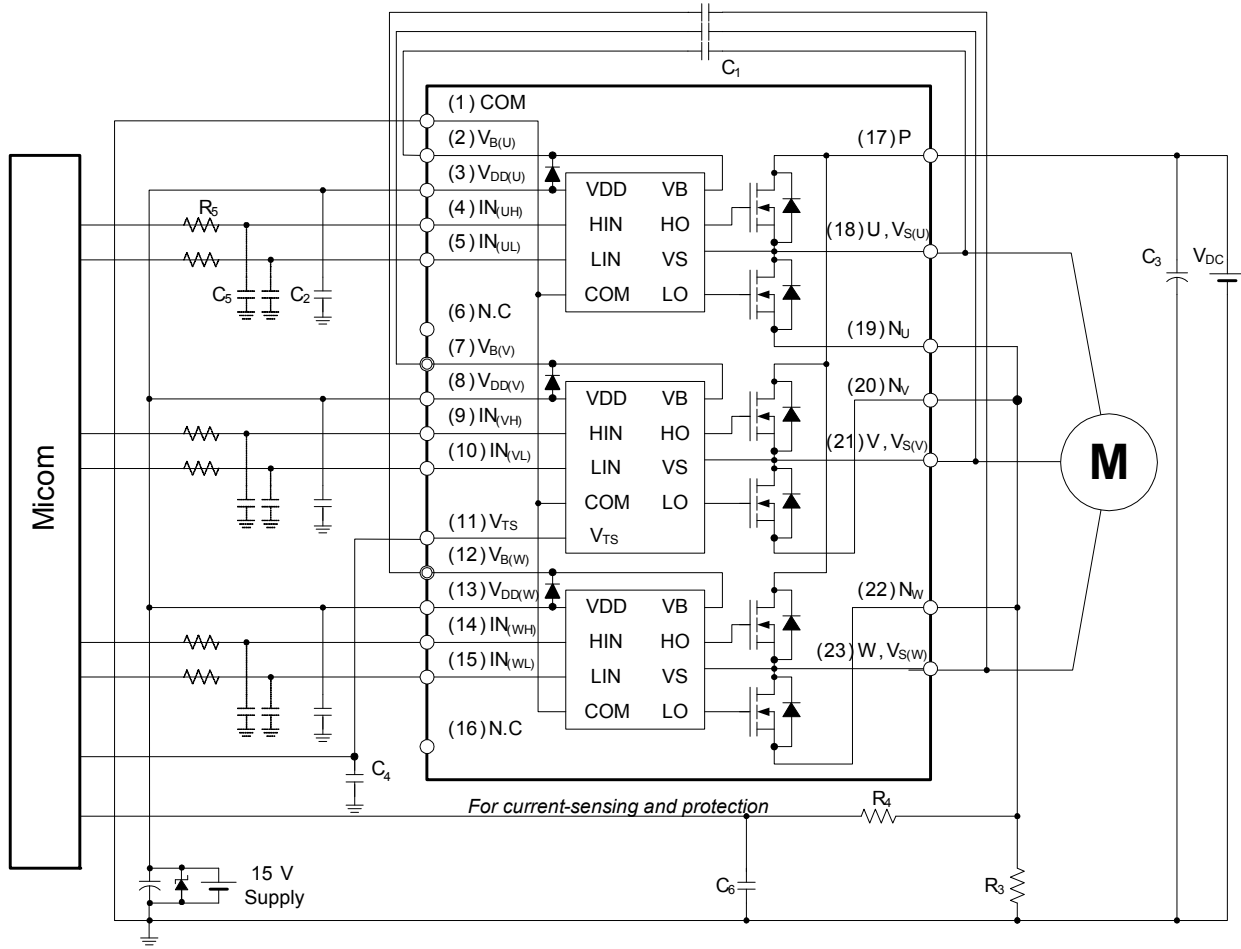 C1
(1) COM
(2) VB(U)
(3) VDD(U)
(4) IN(UH)
(5) IN(UL)
(6) N.C
(7) VB(V)
(8) VDD(V)
(9) IN(VH)
(10) IN(VL)
(11) VTS
(12) VB(W)
(13) VDD(W)
(14) IN(WH)
(15) IN(WL)
(16) N.C
VDD VB
HIN HO
LIN VS
COM LO
VDD VB
HIN HO
LIN VS
COM LO
VTS
VDD VB
HIN HO
LIN VS
COM LO
(17) P
(18) U, VS(U)
(19) NU
(20) NV
(21) V, VS(V)
(22) NW
(23) W, VS(W)
Micom
R5
C5
C2
C4
C3
VDC
M
For current-sensing and protection
R4
C6
R3
15 V
Supply